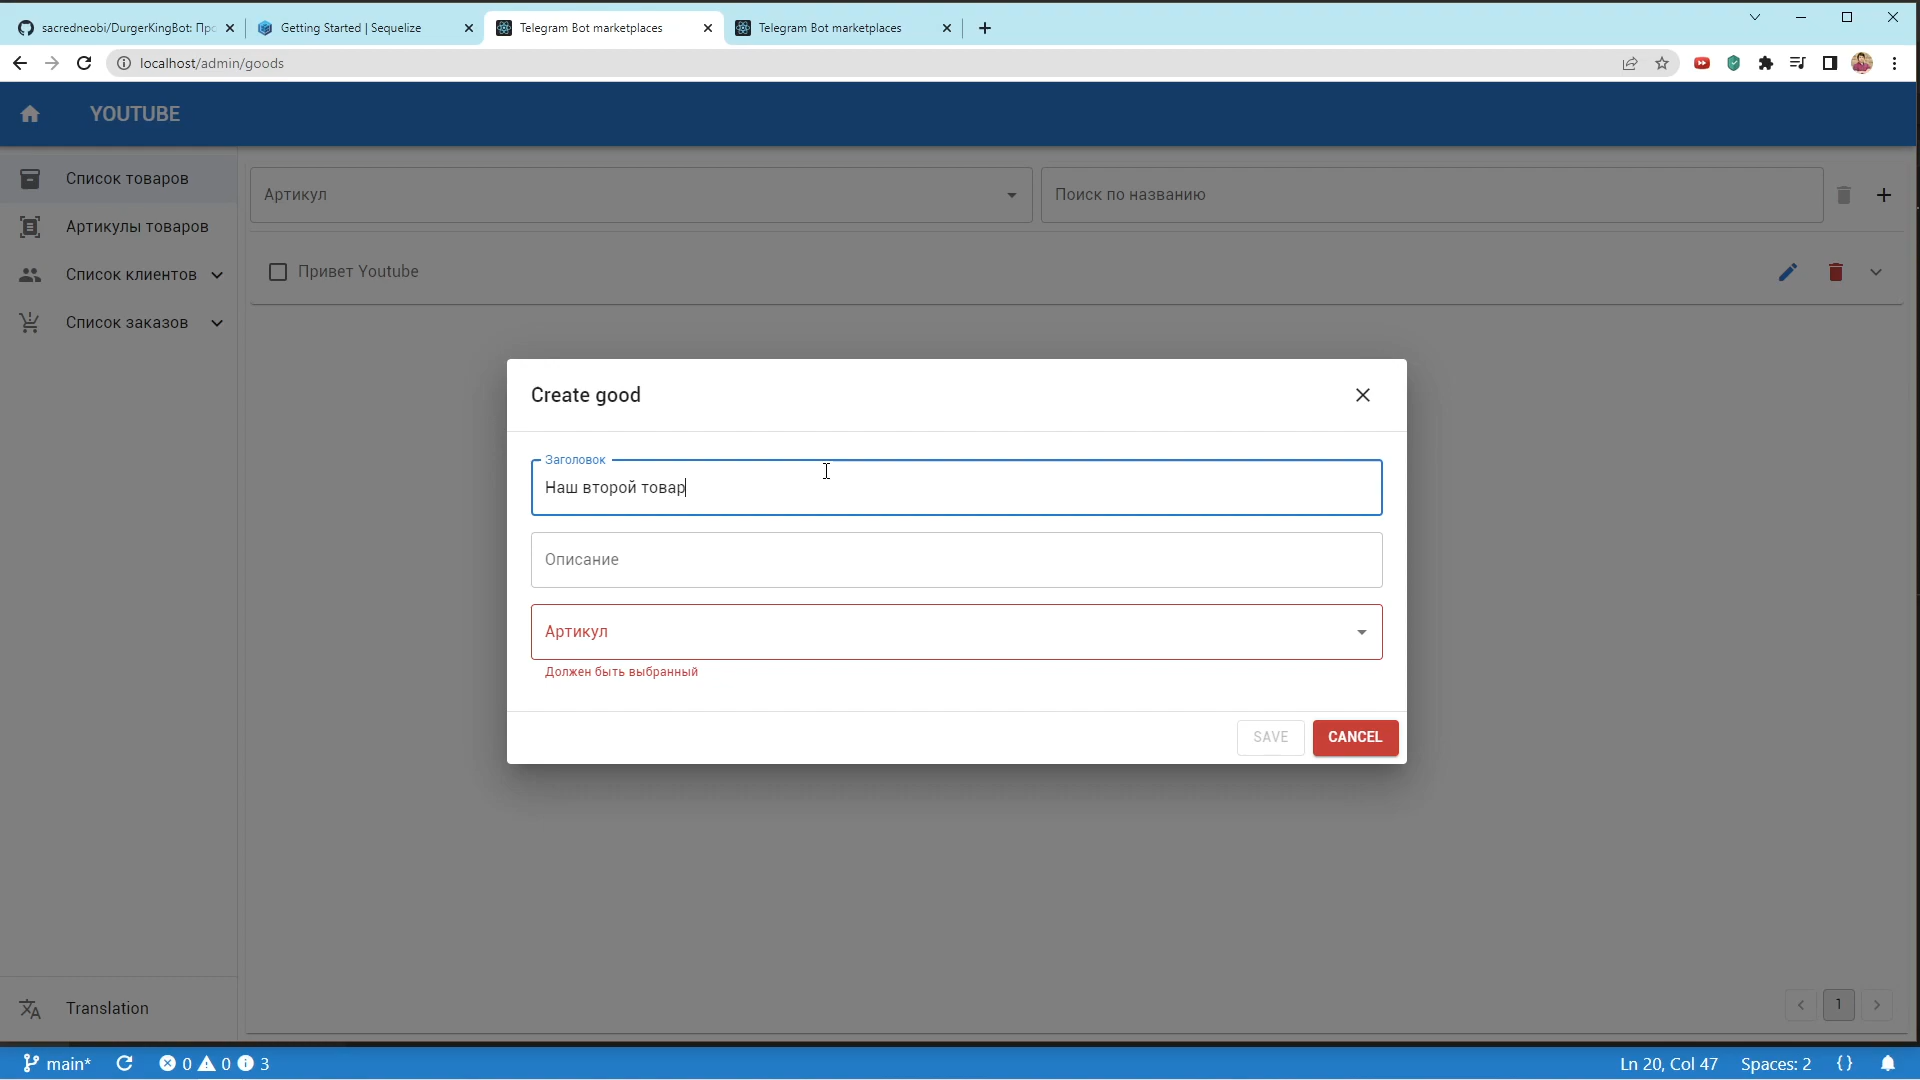 sacredneobi/DurgerKingBot: Про
Getting Started | Sequelize
Telegram Bot marketplaces
Telegram Bot marketplaces
localhost/admin/goods
YOUTUBE
Список товаров
Артикулы товаров
Список клиентов
Список заказов
Артикул
Поиск по названию
Привет Youtube
Create good
Заголовок
Наш второй товар
Описание
Артикул
Должен быть выбранный
SAVE
CANCEL
Translation
1
main*
0
0
3
Ln 20, Col 47
Spaces: 2
{}